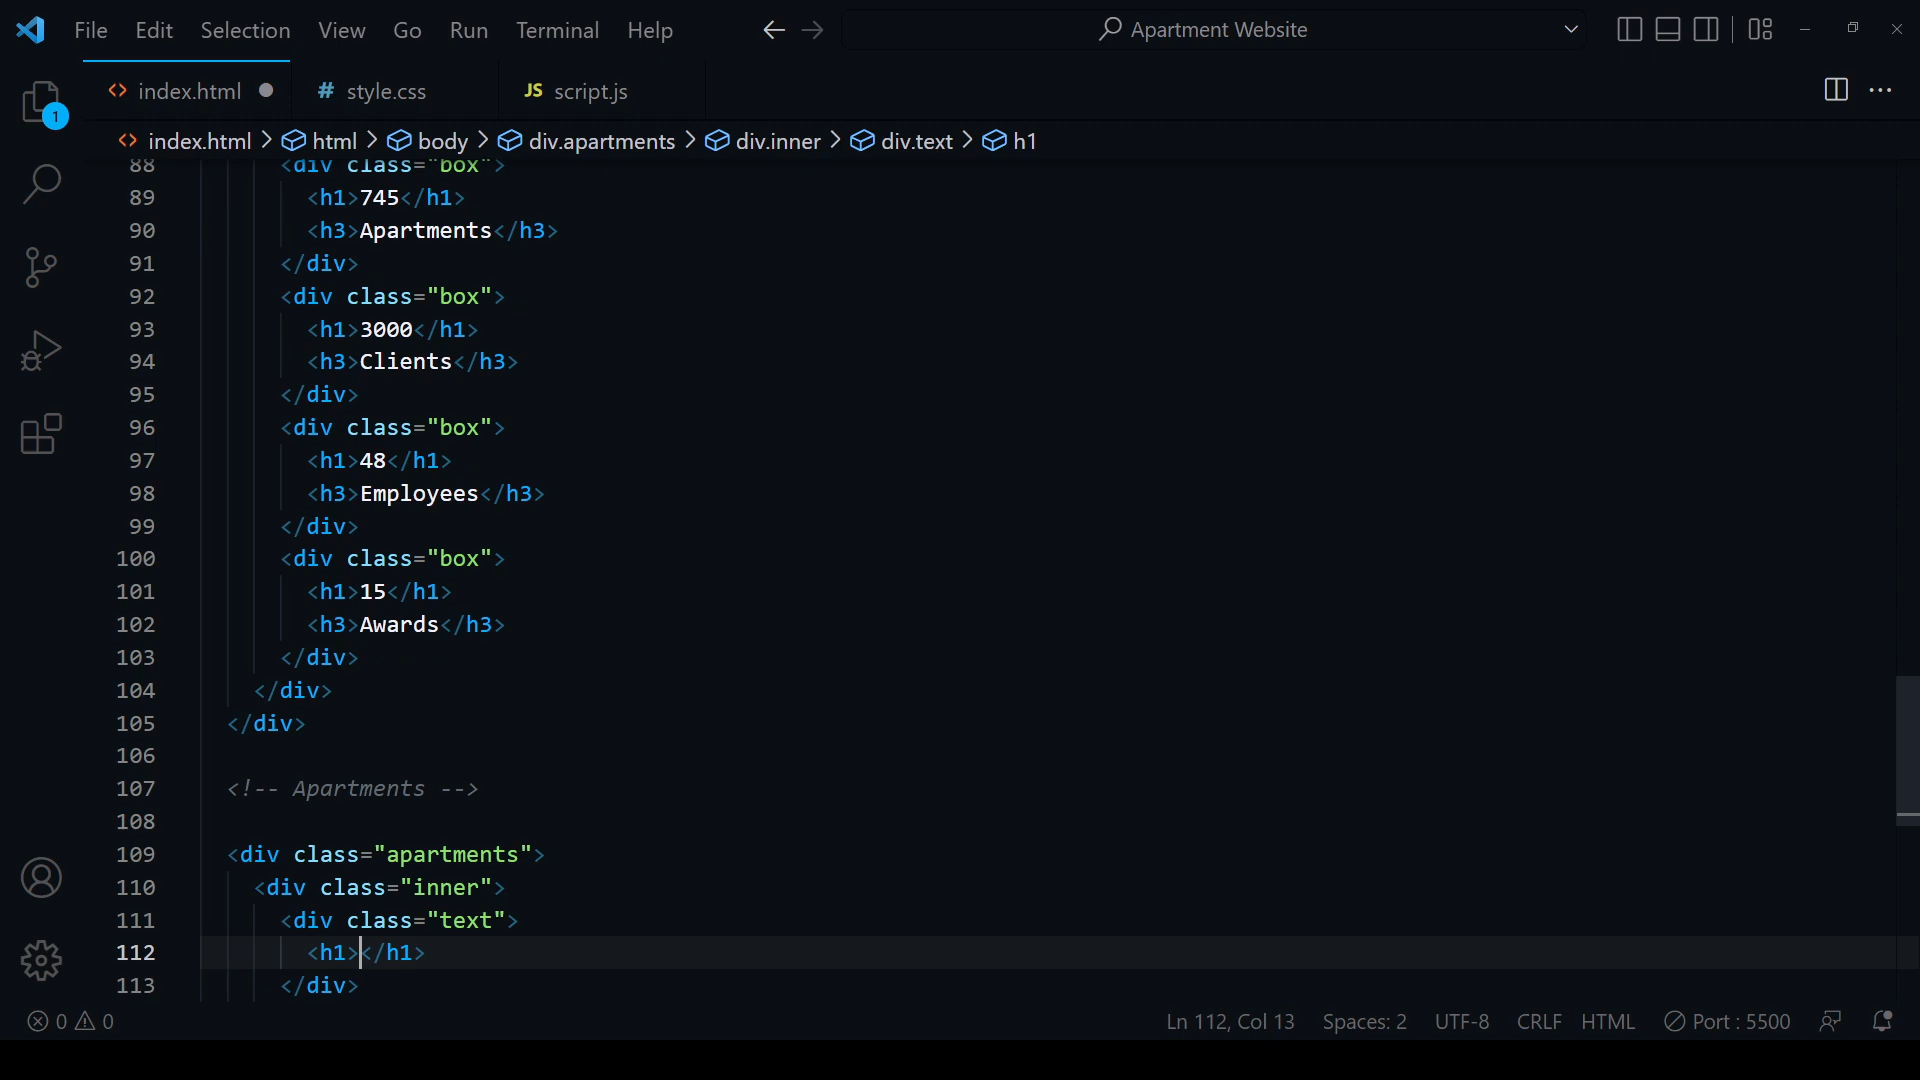 File Edit Selection View Go Run Terminal Help Apartment Website
index.html # style.css JS script.js
1
index.html > html > body > div.apartments > div.inner > div.text > h1
88 <div class="box">
89 <h1>745</h1>
90 <h3>Apartments</h3>
91 </div>
92 <div class="box">
93 <h1>3000</h1>
94 <h3>Clients</h3>
95 </div>
96 <div class="box">
97 <h1>48</h1>
98 <h3>Employees</h3>
99 </div>
100 <div class="box">
101 <h1>15</h1>
102 <h3>Awards</h3>
103 </div>
104 </div>
105 </div>
106
107 <!-- Apartments -->
108
109 <div class="apartments">
110 <div class="inner">
111 <div class="text">
112 <h1></h1>
113 </div>
0 0 Ln 112, Col 13 Spaces: 2 UTF-8 CRLF HTML Port : 5500